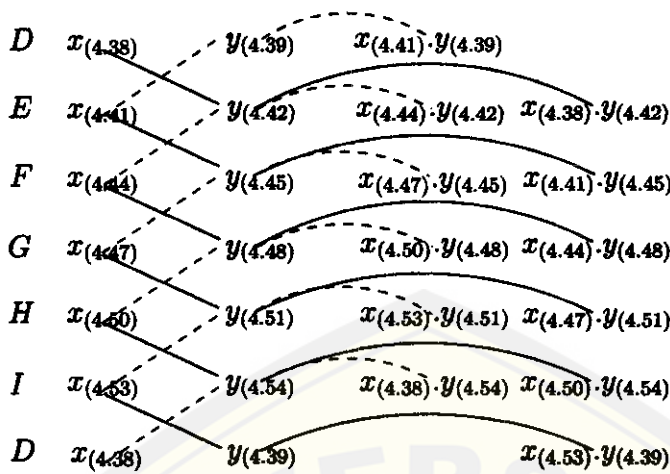 D x(4.38) y(4.39) x(4.41)·y(4.39)
E x(4.41) y(4.42) x(4.44)·y(4.42) x(4.38)·y(4.42)
F x(4.44) y(4.45) x(4.47)·y(4.45) x(4.41)·y(4.45)
G x(4.47) y(4.48) x(4.50)·y(4.48) x(4.44)·y(4.48)
H x(4.50) y(4.51) x(4.53)·y(4.51) x(4.47)·y(4.51)
I x(4.53) y(4.54) x(4.38)·y(4.54) x(4.50)·y(4.54)
D x(4.38) y(4.39) x(4.53)·y(4.39)